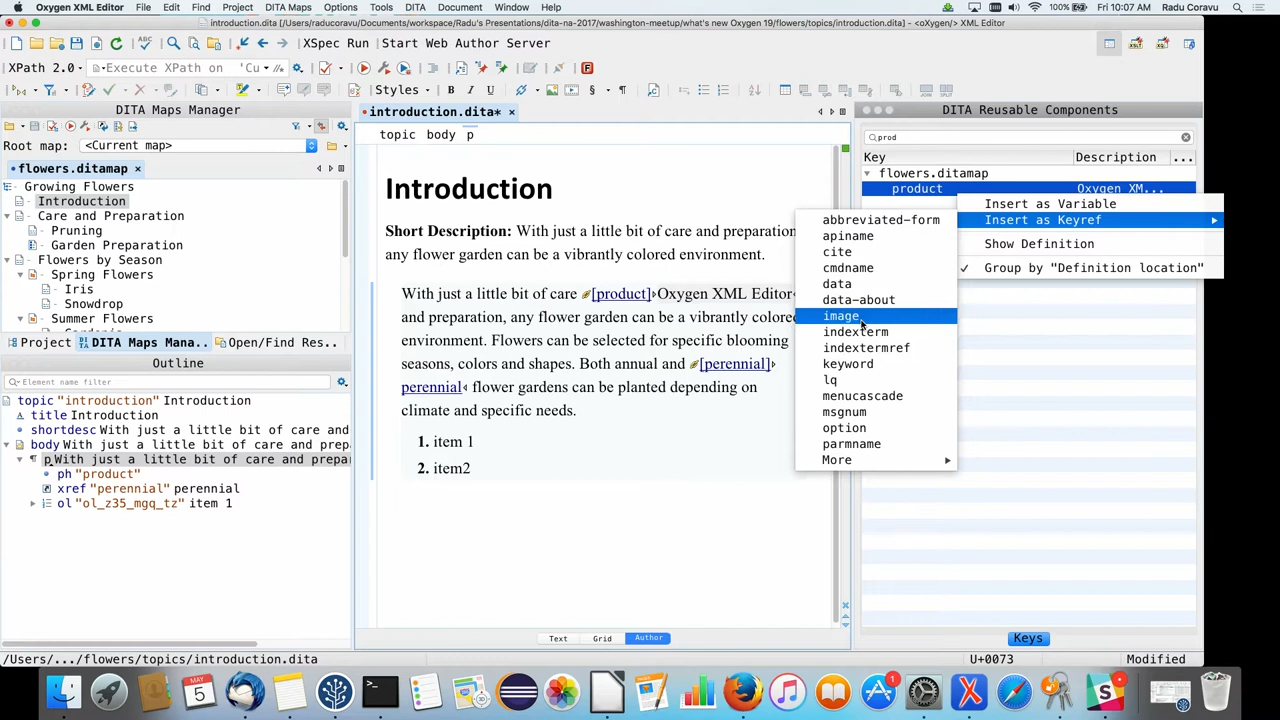 Oxygen XML Editor File Edit Find Project DITA Maps Options Tools DITA Document Window Help 100% Fri 10:07 AM Radu Coravu
introduction.dita [/Users/raducoravu/Documents/workspace/Radu's Presentations/dita-na-2017/washington-meetup/what's new Oxygen 19/flowers/topics/introduction.dita] - <oXygen/> XML Editor
XSpec Run Start Web Author Server
XPath 2.0 Execute XPath on 'Cu
Styles B I U
DITA Maps Manager
Root map: <Current map>
flowers.ditamap ×
Growing Flowers
Introduction
Care and Preparation
Pruning
Garden Preparation
Flowers by Season
Spring Flowers
Iris
Snowdrop
Summer Flowers
Project DITA Maps Mana.. Open/Find Res..
Outline
Element name filter
topic "introduction" Introduction
title Introduction
shortdesc With just a little bit of care and
body With just a little bit of care and prep
p With just a little bit of care and prepa
ph "product"
xref "perennial" perennial
ol "ol_z35_mgq_tz" item 1
introduction.dita* ×
topic body p
Introduction
Short Description: With just a little bit of care and preparation
any flower garden can be a vibrantly colored environment.
With just a little bit of care [product] Oxygen XML Editor
and preparation, any flower garden can be a vibrantly colore
environment. Flowers can be selected for specific blooming
seasons, colors and shapes. Both annual and [perennial]
perennial flower gardens can be planted depending on
climate and specific needs.
1. item 1
2. item2
Text Grid Author
DITA Reusable Components
prod
Key Description ...
flowers.ditamap
product Oxygen XM...
Insert as Variable
Insert as Keyref
Show Definition
✓ Group by "Definition location"
abbreviated-form
apiname
cite
cmdname
data
data-about
image
indexterm
indextermref
keyword
lq
menucascade
msgnum
option
parmname
More
Keys
/Users/.../flowers/topics/introduction.dita U+0073 Modified
MAY
5